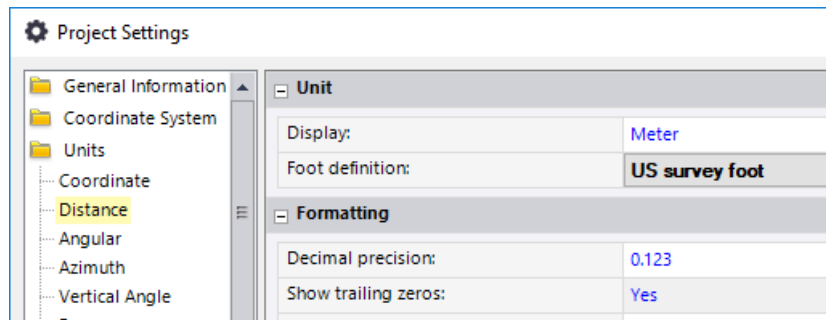 Project Settings
General Information
Coordinate System
Units
Coordinate
Distance
Angular
Azimuth
Vertical Angle
Unit
Display: Meter
Foot definition: US survey foot
Formatting
Decimal precision: 0.123
Show trailing zeros: Yes